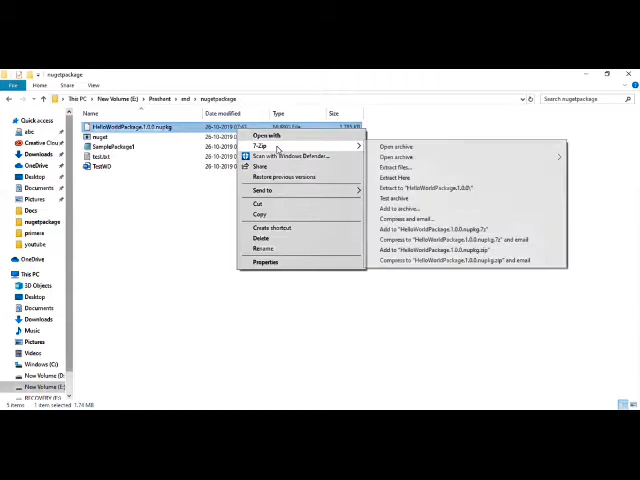 nugetpackage
File Home Share View
This PC > New Volume (E:) > Prashant > end > nugetpackage
Search nugetpackage
Name Date modified Type Size
Quick access
abc
Creative Cloud
Downloads
OneDrive
Desktop
Documents
Pictures
Docs
nugetpackage
primarie
youtube
OneDrive
This PC
3D Objects
Desktop
Documents
Downloads
Music
Pictures
Videos
Windows (C:)
New Volume (D:
New Volume (E:
RECOVERY (F:)
HelloWorldPackage.1.0.0.nupkg 26-10-2019
nuget 26-10-2019
SamplePackage1 26-10-2019
test.txt 26-10-2019
TestWD 26-10-2019
Open with
7-Zip
Scan with Windows Defender...
Share
Restore previous versions
Send to
Cut
Copy
Create shortcut
Delete
Rename
Properties
Open archive
Open archive
Extract files...
Extract Here
Extract to "HelloWorldPackage.1.0.0\"
Test archive
Add to archive...
Compress and email...
Add to "HelloWorldPackage.1.0.0.nupkg.7z"
Compress to "HelloWorldPackage.1.0.0.nupkg.7z" and email
Add to "HelloWorldPackage.1.0.0.nupkg.zip"
Compress to "HelloWorldPackage.1.0.0.nupkg.zip" and email
5 items 1 item selected 1.74 MB